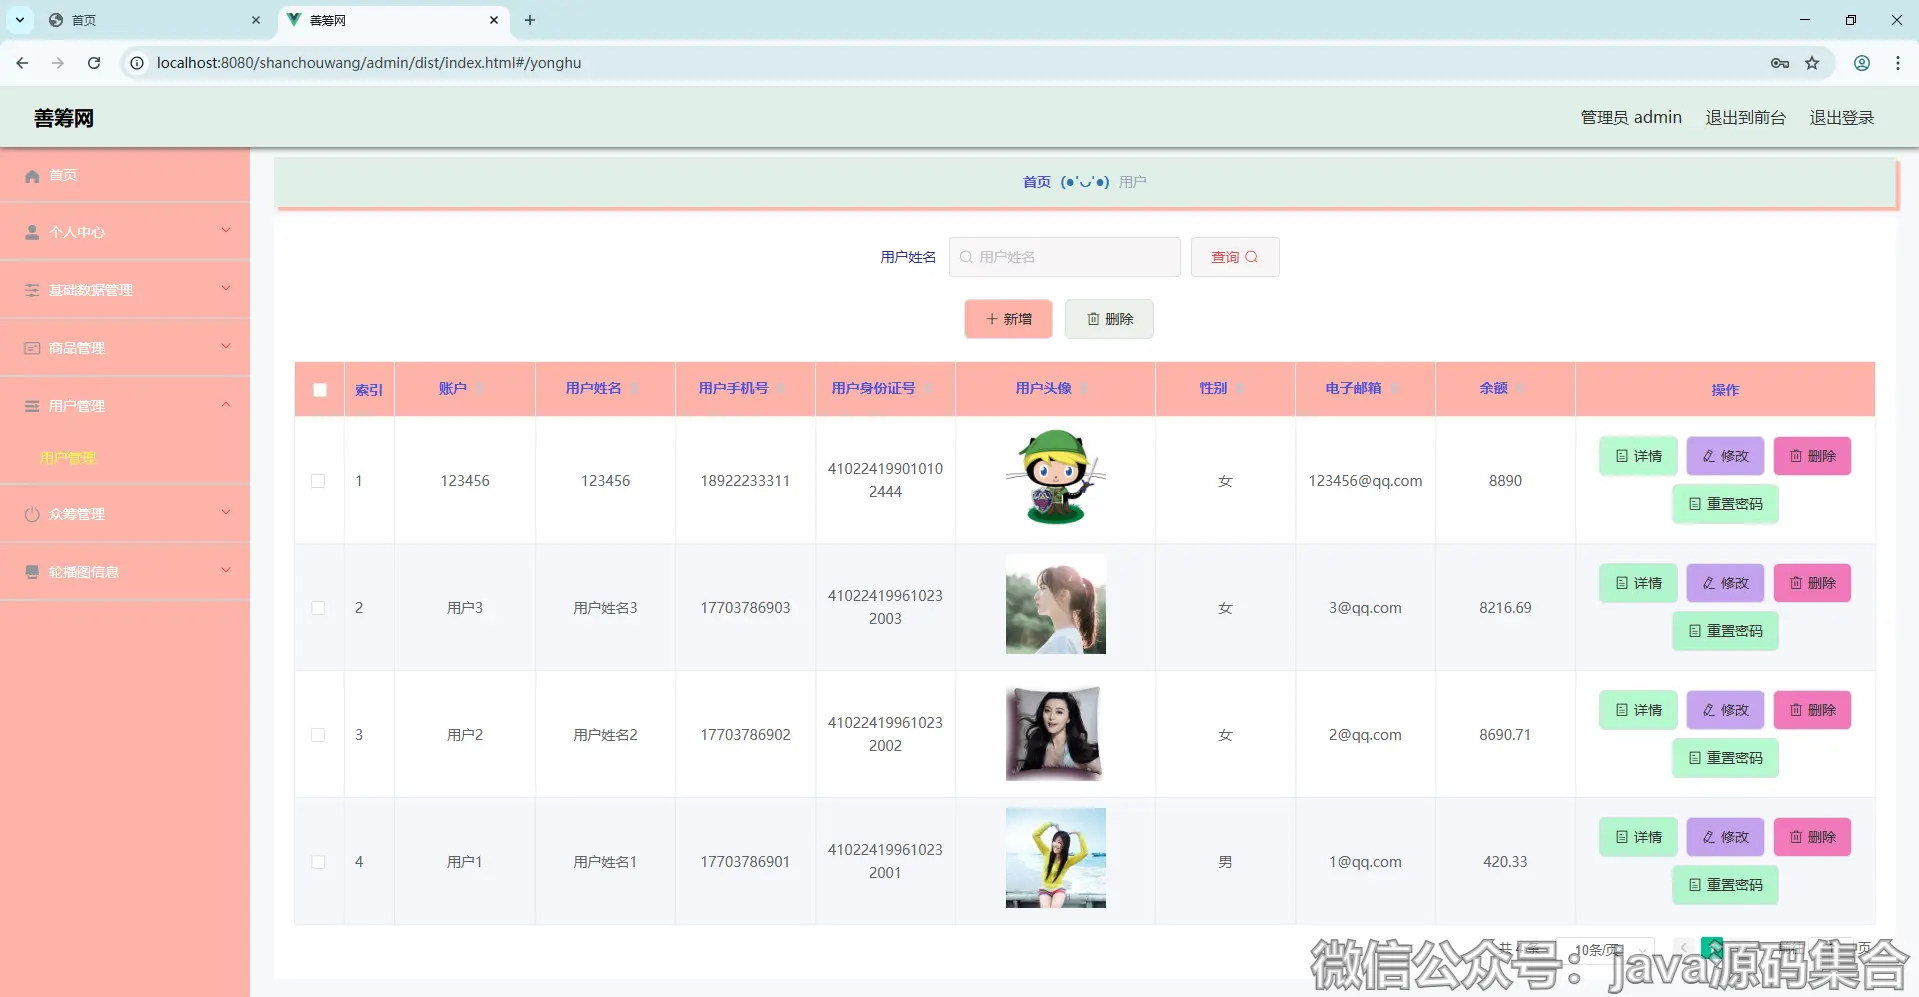 首页
善筹网
localhost:8080/shanchouwang/admin/dist/index.html#/yonghu
善筹网
管理员 admin 退出到前台 退出登录
首页
个人中心
基础数据管理
商品管理
用户管理
用户管理
众筹管理
轮播图信息
首页 (●'◡'●) 用户
用户姓名 用户姓名 查询
新增 删除
索引 账户 用户姓名 用户手机号 用户身份证号 用户头像 性别 电子邮箱 余额 操作
1 123456 123456 18922233311 41022419901010 2444 女 123456@qq.com 8890 详情 修改 删除
重置密码
2 用户3 用户姓名3 17703786903 41022419961023 2003 女 3@qq.com 8216.69 详情 修改 删除
重置密码
3 用户2 用户姓名2 17703786902 41022419961023 2002 女 2@qq.com 8690.71 详情 修改 删除
重置密码
4 用户1 用户姓名1 17703786901 41022419961023 2001 男 1@qq.com 420.33 详情 修改 删除
重置密码
共 4 条 10条/页 前往 页
微信公众号：java源码集合